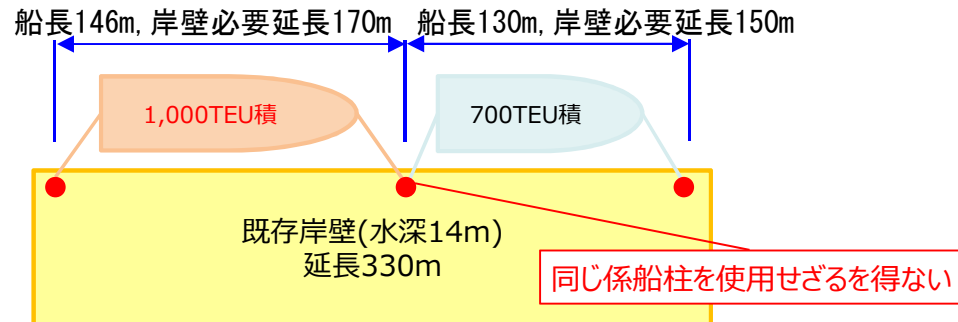 船長146m, 岸壁必要延長170m
船長130m, 岸壁必要延長150m
1,000TEU積
700TEU積
既存岸壁(水深14m)
延長330m
同じ係船柱を使用せざるを得ない